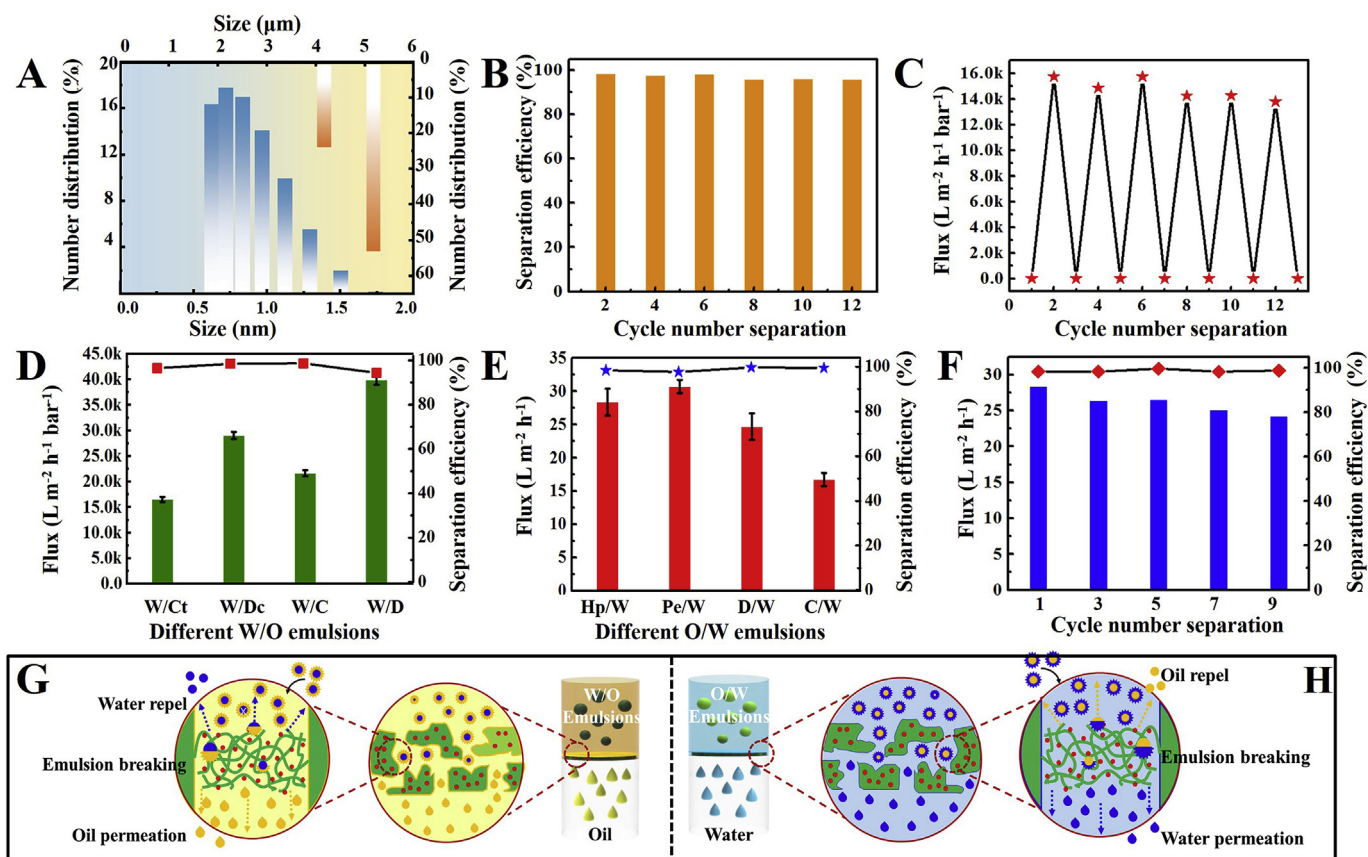 Size (μm)
0 1 2 3 4 5 6
A
20
16
12
8
4
Number distribution (%)
0
10
20
30
40
50
60
Number distribution (%)
0.0 0.5 1.0 1.5 2.0
Size (nm)
B
100
80
60
40
20
0
Separation efficiency (%)
2 4 6 8 10 12
Cycle number separation
C
16.0k
14.0k
12.0k
10.0k
8.0k
6.0k
4.0k
2.0k
0.0
Flux (L m⁻² h⁻¹ bar⁻¹)
2 4 6 8 10 12
Cycle number separation
D
45.0k
40.0k
35.0k
30.0k
25.0k
20.0k
15.0k
10.0k
5.0k
0.0
Flux (L m⁻² h⁻¹ bar⁻¹)
100
80
60
40
20
0
Separation efficiency (%)
W/Ct W/Dc W/C W/D
Different W/O emulsions
E
35
30
25
20
15
10
5
0
Flux (L m⁻² h⁻¹)
100
80
60
40
20
0
Separation efficiency (%)
Hp/W Pe/W D/W C/W
Different O/W emulsions
F
30
25
20
15
10
5
0
Flux (L m⁻² h⁻¹)
100
80
60
40
20
0
Separation efficiency (%)
1 3 5 7 9
Cycle number separation
G
Water repel
Emulsion breaking
Oil permeation
W/O
Emulsions
Oil
O/W
Emulsions
Water
H
Oil repel
Emulsion breaking
Water permeation